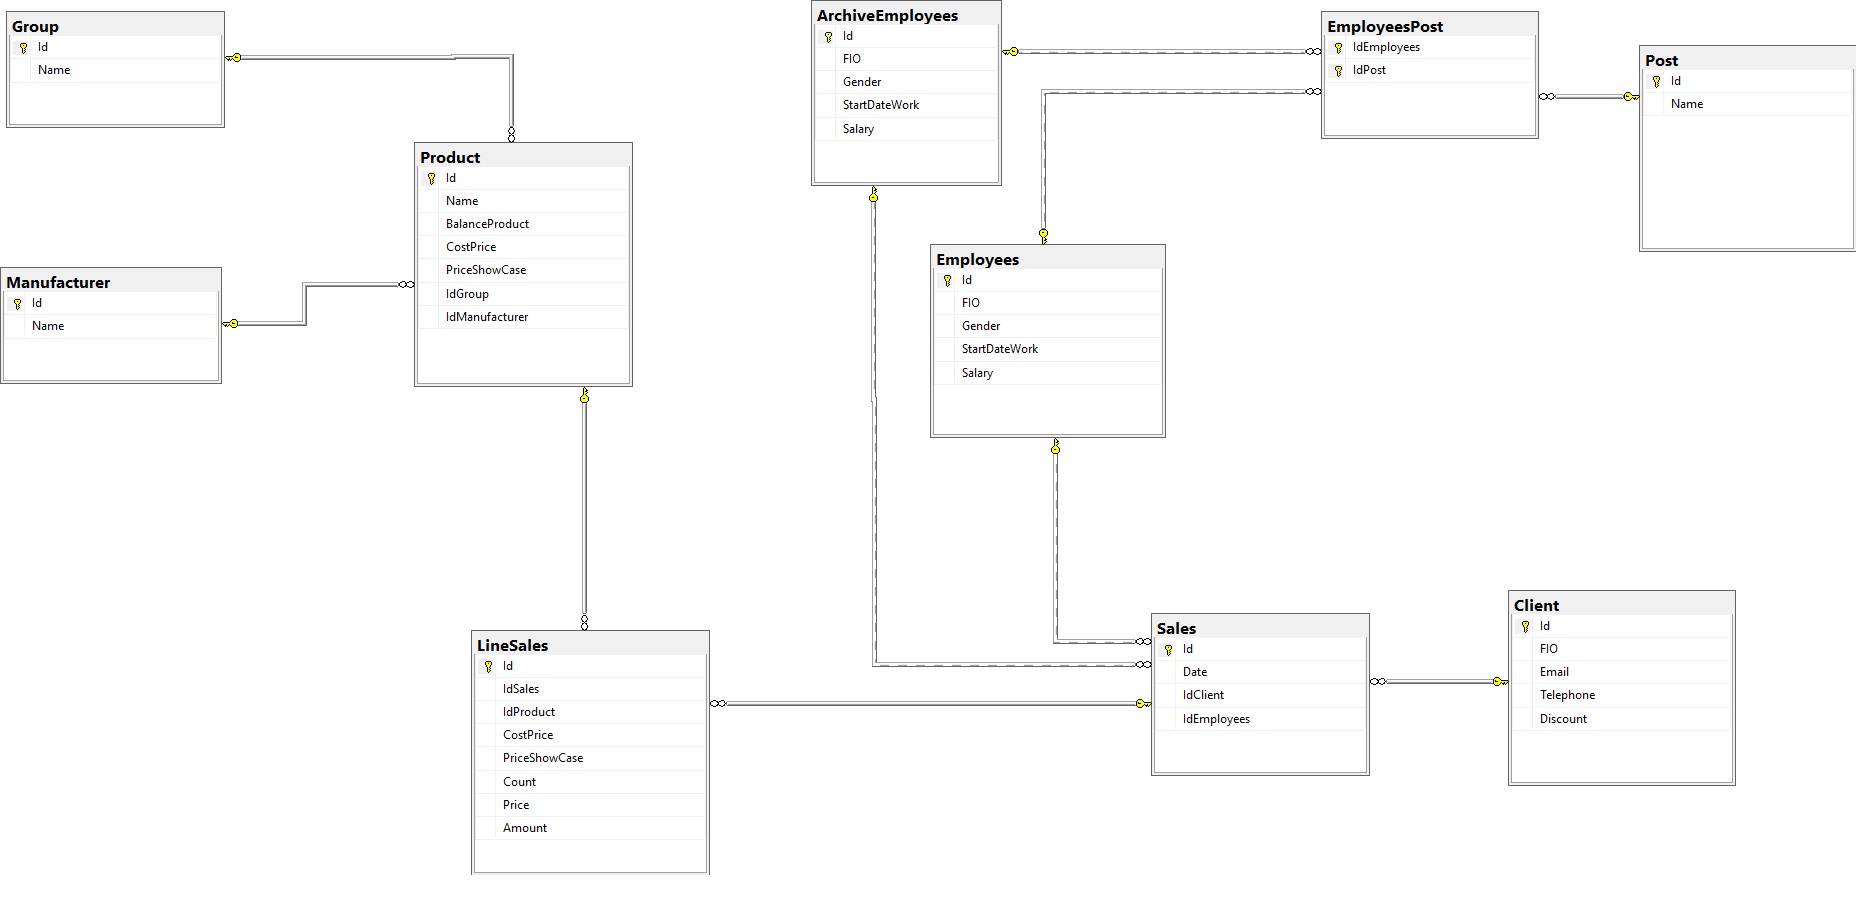 Group
Id
Name
Manufacturer
Id
Name
Product
Id
Name
BalanceProduct
CostPrice
PriceShowCase
IdGroup
IdManufacturer
LineSales
Id
IdSales
IdProduct
CostPrice
PriceShowCase
Count
Price
Amount
ArchiveEmployees
Id
FIO
Gender
StartDateWork
Salary
Employees
Id
FIO
Gender
StartDateWork
Salary
EmployeesPost
IdEmployees
IdPost
Post
Id
Name
Sales
Id
Date
IdClient
IdEmployees
Client
Id
FIO
Email
Telephone
Discount